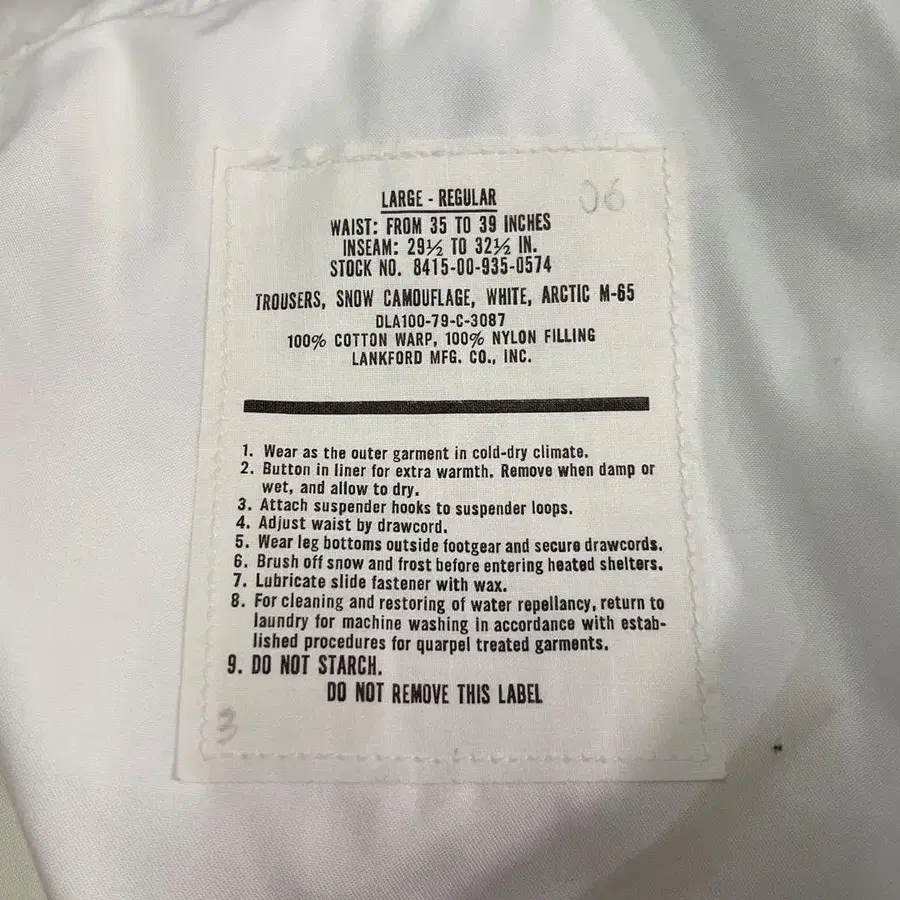 06
LARGE - REGULAR
WAIST: FROM 35 TO 39 INCHES
INSEAM: 29½ TO 32½ IN.
STOCK NO. 8415-00-935-0574
TROUSERS, SNOW CAMOUFLAGE, WHITE, ARCTIC M-65
DLA100-79-C-3087
100% COTTON WARP, 100% NYLON FILLING
LANKFORD MFG. CO., INC.
1. Wear as the outer garment in cold-dry climate.
2. Button in liner for extra warmth. Remove when damp or
wet, and allow to dry.
3. Attach suspender hooks to suspender loops.
4. Adjust waist by drawcord.
5. Wear leg bottoms outside footgear and secure drawcords.
6. Brush off snow and frost before entering heated shelters.
7. Lubricate slide fastener with wax.
8. For cleaning and restoring of water repellancy, return to
laundry for machine washing in accordance with estab-
lished procedures for quarpel treated garments.
9. DO NOT STARCH.
DO NOT REMOVE THIS LABEL
3